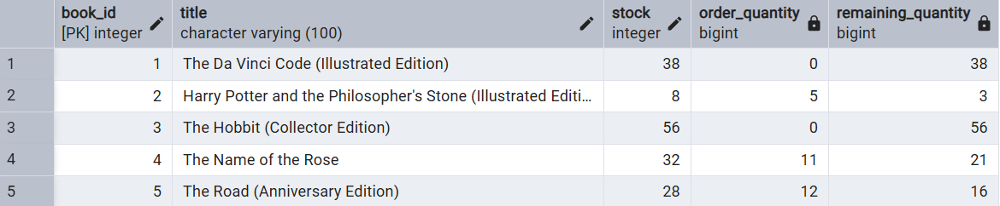 book_id title stock order_quantity remaining_quantity
[PK] integer character varying (100) integer bigint bigint
1 1 The Da Vinci Code (Illustrated Edition) 38 0 38
2 2 Harry Potter and the Philosopher's Stone (Illustrated Editi... 8 5 3
3 3 The Hobbit (Collector Edition) 56 0 56
4 4 The Name of the Rose 32 11 21
5 5 The Road (Anniversary Edition) 28 12 16